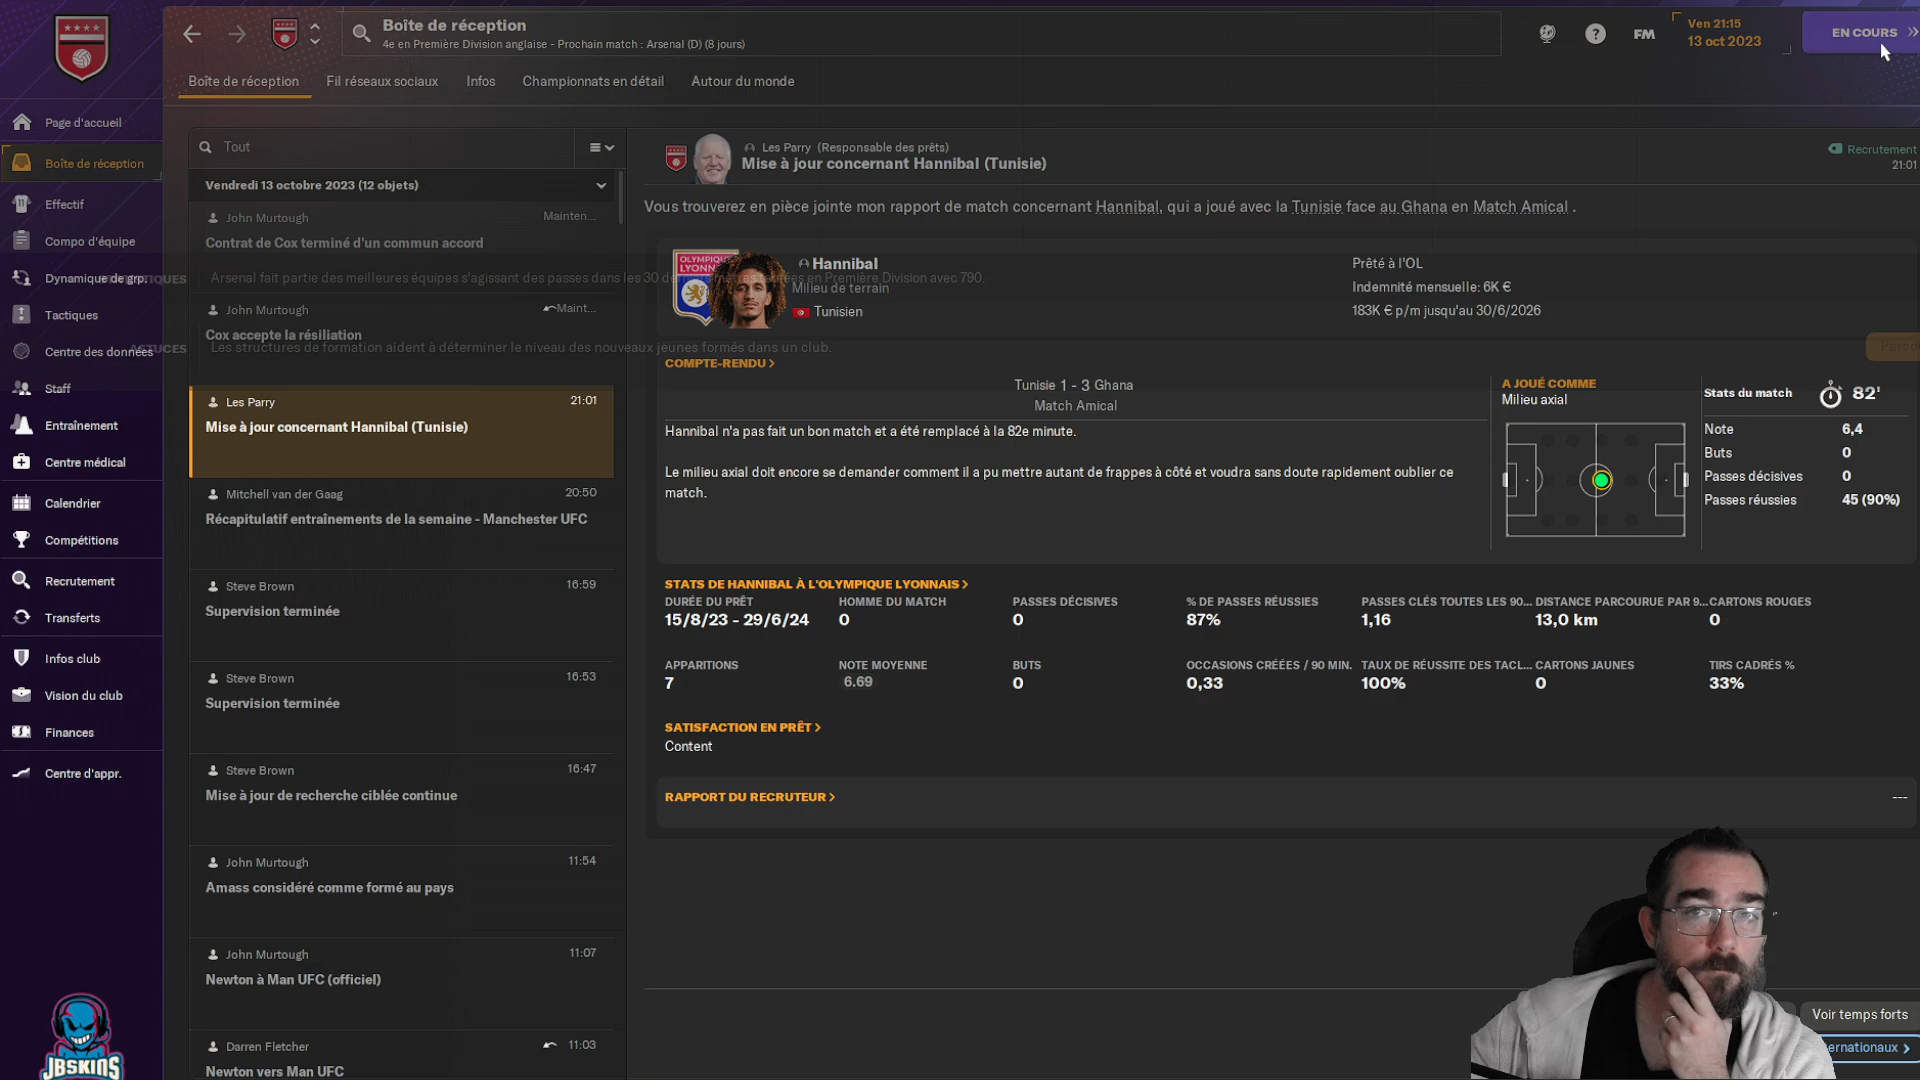 Boîte de réception
4e en Première Division anglaise - Prochain match : Arsenal (D) (8 jours)
FM
Ven 21:15
13 oct 2023
EN COURS
Boîte de réception
Fil réseaux sociaux
Infos
Championnats en détail
Autour du monde
Page d'accueil
Boîte de réception
Effectif
Compo d'équipe
Dynamique de grp.
Tactiques
Centre des données
Staff
Entraînement
Centre médical
Calendrier
Compétitions
Recrutement
Transferts
Infos club
Vision du club
Finances
Centre d'appr.
JBSKINS
Tout
Vendredi 13 octobre 2023 (12 objets)
John Murtough
Mainten...
Contrat de Cox terminé d'un commun accord
John Murtough
Maint...
Cox accepte la résiliation
ASTUCES
Les structures de formation aident à déterminer le niveau des nouveaux jeunes formés dans un club.
Les Parry
21:01
Mise à jour concernant Hannibal (Tunisie)
Mitchell van der Gaag
20:50
Récapitulatif entraînements de la semaine - Manchester UFC
Steve Brown
16:59
Supervision terminée
Steve Brown
16:53
Supervision terminée
Steve Brown
16:47
Mise à jour de recherche ciblée continue
John Murtough
11:54
Amass considéré comme formé au pays
John Murtough
11:07
Newton à Man UFC (officiel)
Darren Fletcher
11:03
Newton vers Man UFC
Les Parry (Responsable des prêts)
Mise à jour concernant Hannibal (Tunisie)
Recrutement
21:01
Vous trouverez en pièce jointe mon rapport de match concernant Hannibal, qui a joué avec la Tunisie face au Ghana en Match Amical .
OLYMPIQUE
LYONNAIS
Hannibal
Arsenal fait partie des meilleures équipes s'agissant des passes dans les 30 en Première Division avec 790.
Milieu de terrain
Tunisien
Prêté à l'OL
Indemnité mensuelle: 6K €
183K € p/m jusqu'au 30/6/2026
COMPTE-RENDU >
Tunisie 1 - 3 Ghana
Match Amical
Hannibal n'a pas fait un bon match et a été remplacé à la 82e minute.
Le milieu axial doit encore se demander comment il a pu mettre autant de frappes à côté et voudra sans doute rapidement oublier ce
match.
A JOUÉ COMME
Milieu axial
Stats du match
82'
Note
6,4
Buts
0
Passes décisives
0
Passes réussies
45 (90%)
STATS DE HANNIBAL À L'OLYMPIQUE LYONNAIS >
DURÉE DU PRÊT
15/8/23 - 29/6/24
HOMME DU MATCH
0
PASSES DÉCISIVES
0
% DE PASSES RÉUSSIES
87%
PASSES CLÉS TOUTES LES 90...
1,16
DISTANCE PARCOURUE PAR 9...
13,0 km
CARTONS ROUGES
0
APPARITIONS
7
NOTE MOYENNE
6.69
BUTS
0
OCCASIONS CRÉÉES / 90 MIN.
0,33
TAUX DE RÉUSSITE DES TACL...
100%
CARTONS JAUNES
0
TIRS CADRÉS %
33%
SATISFACTION EN PRÊT >
Content
RAPPORT DU RECRUTEUR >
---
Voir temps forts
ernationaux >